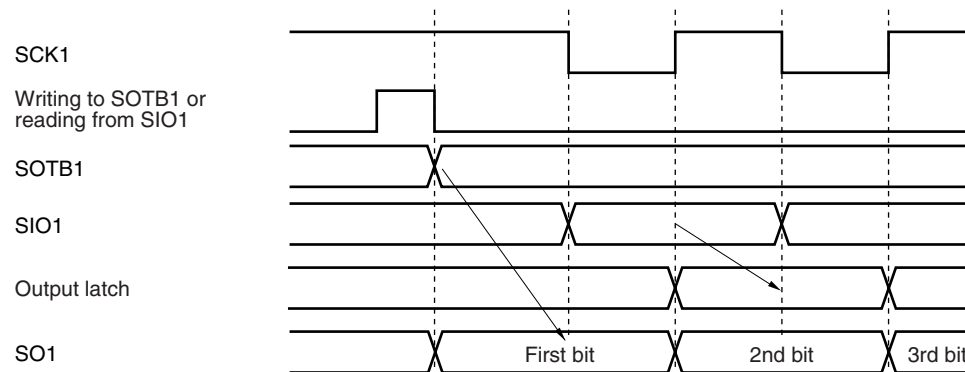 SCK1
Writing to SOTB1 or
reading from SIO1
SOTB1
SIO1
Output latch
SO1
First bit
2nd bit
3rd bit